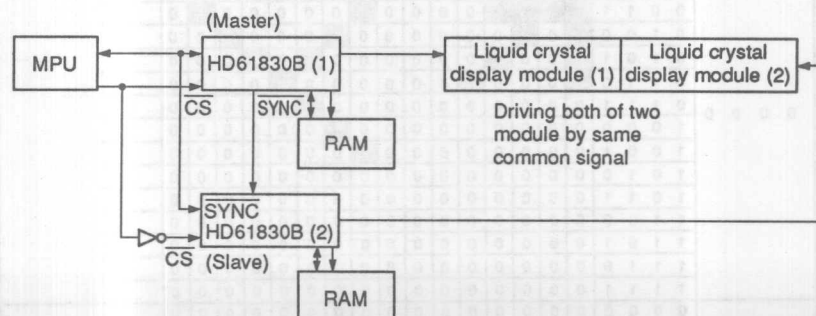 (Master)
MPU
HD61830B (1)
CS
SYNC
RAM
Liquid crystal
display module (1)
Liquid crystal
display module (2)
Driving both of two
module by same
common signal
SYNC
HD61830B (2)
CS
(Slave)
RAM